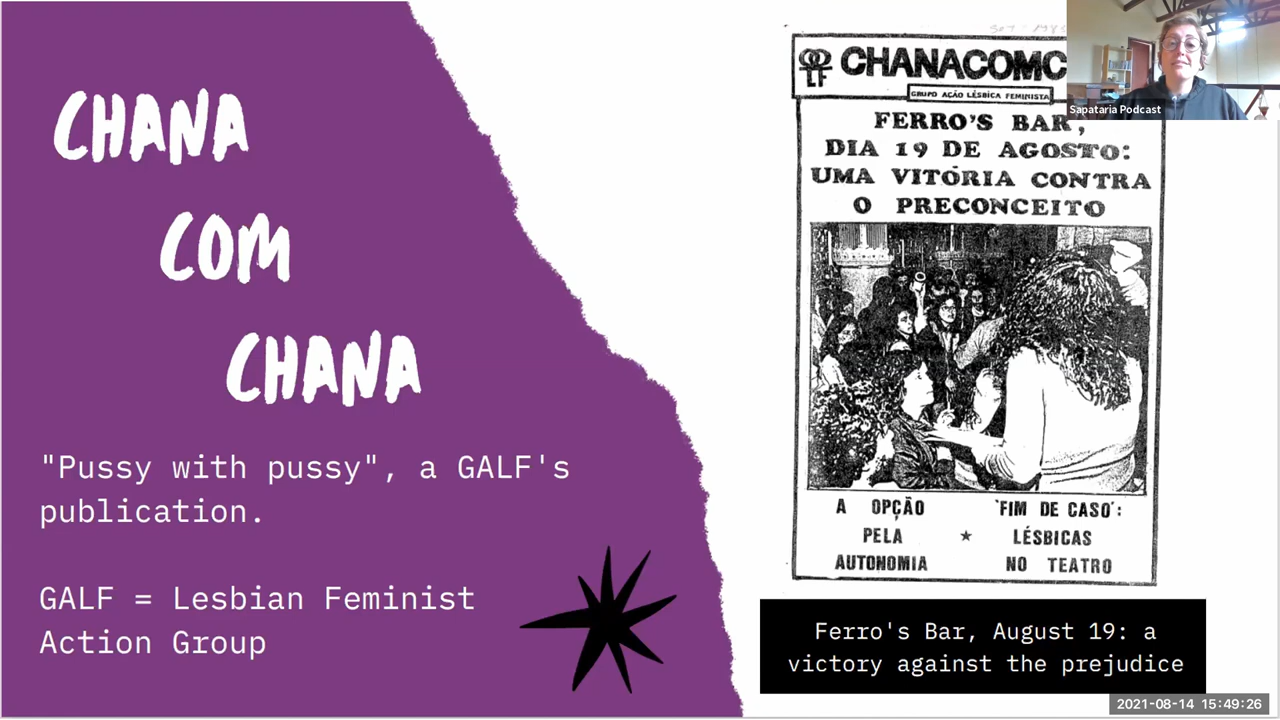 CHANA
COM
CHANA
"Pussy with pussy", a GALF's
publication.
GALF = Lesbian Feminist
Action Group
LF
CHANACOMC
GRUPO AÇÃO LÉSBICA FEMINISTA
FERRO'S BAR,
DIA 19 DE AGOSTO:
UMA VITÓRIA CONTRA
O PRECONCEITO
A OPÇÃO
PELA
AUTONOMIA
★
'FIM DE CASO':
LÉSBICAS
NO TEATRO
Ferro's Bar, August 19: a
victory against the prejudice
Sapataria Podcast
2021-08-14 15:49:26